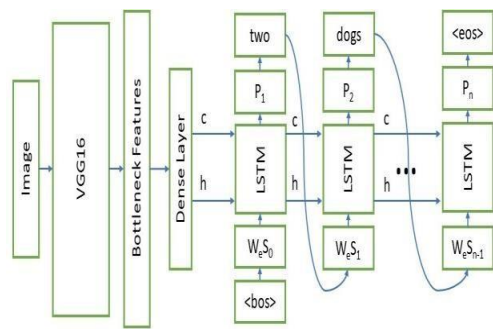 Image
VGG16
Bottleneck Features
Dense Layer
c
h
two
P1
LSTM
WeS0
<bos>
c
h
dogs
P2
LSTM
WeS1
c
h
...
<eos>
Pn
LSTM
WeSn-1